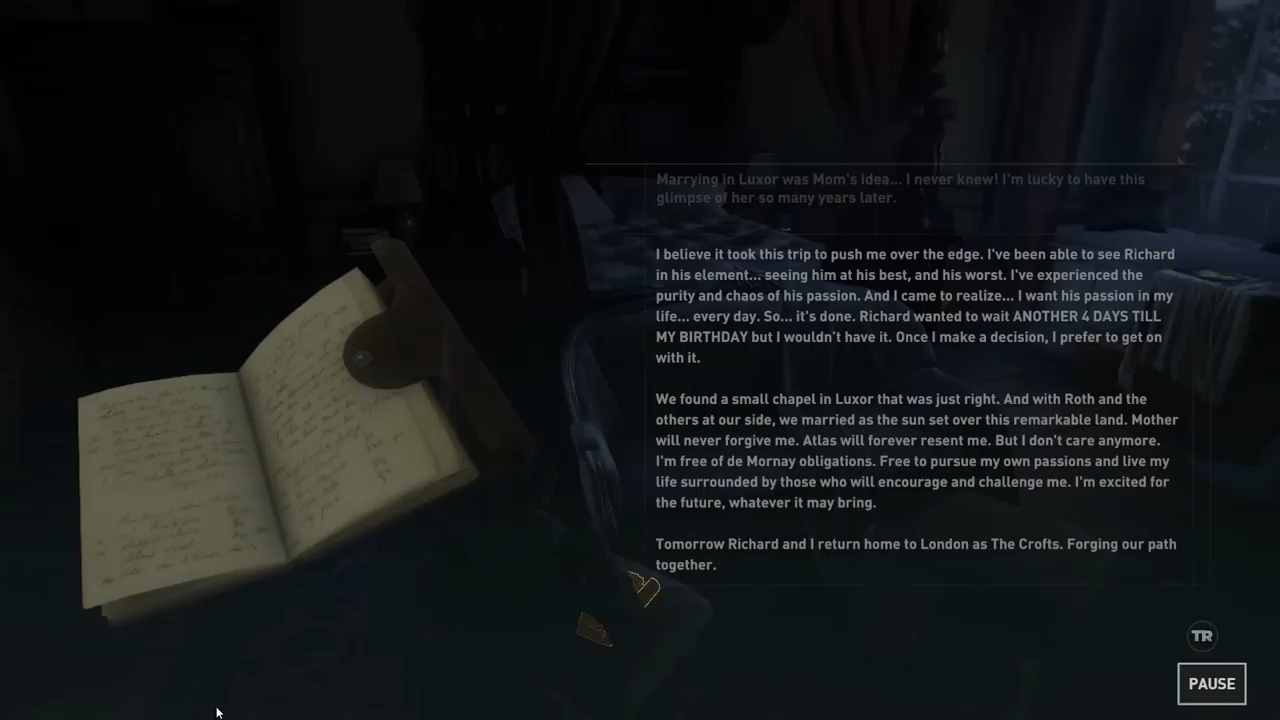 Marrying in Luxor was Mom's idea... I never knew! I'm lucky to have this
glimpse of her so many years later.
I believe it took this trip to push me over the edge. I've been able to see Richard
in his element... seeing him at his best, and his worst. I've experienced the
purity and chaos of his passion. And I came to realize... I want his passion in my
life... every day. So... it's done. Richard wanted to wait ANOTHER 4 DAYS TILL
MY BIRTHDAY but I wouldn't have it. Once I make a decision, I prefer to get on
with it.
We found a small chapel in Luxor that was just right. And with Roth and the
others at our side, we married as the sun set over this remarkable land. Mother
will never forgive me. Atlas will forever resent me. But I don't care anymore.
I'm free of de Mornay obligations. Free to pursue my own passions and live my
life surrounded by those who will encourage and challenge me. I'm excited for
the future, whatever it may bring.
Tomorrow Richard and I return home to London as The Crofts. Forging our path
together.
TR
PAUSE